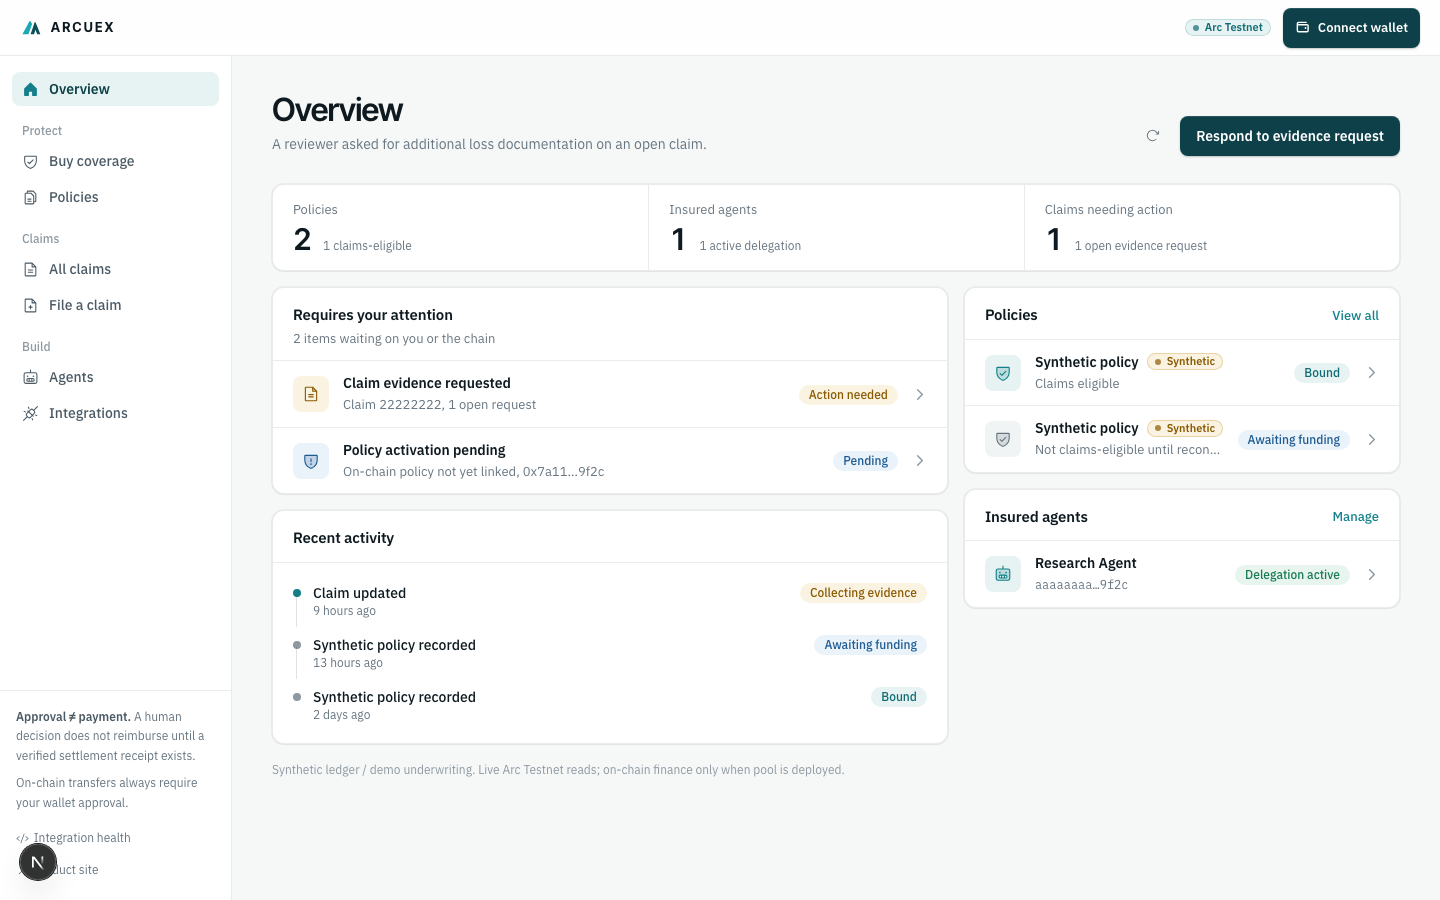 ARCUEX
Arc Testnet
Connect wallet
Overview
Protect
Buy coverage
Policies
Claims
All claims
File a claim
Build
Agents
Integrations
Approval ≠ payment. A human
decision does not reimburse until a
verified settlement receipt exists.
On-chain transfers always require
your wallet approval.
</> Integration health
N
duct site
Overview
A reviewer asked for additional loss documentation on an open claim.
Respond to evidence request
Policies
2 1 claims-eligible
Insured agents
1 1 active delegation
Claims needing action
1 1 open evidence request
Requires your attention
2 items waiting on you or the chain
Claim evidence requested
Claim 22222222, 1 open request
Action needed
Policy activation pending
On-chain policy not yet linked, 0x7a11…9f2c
Pending
Recent activity
Claim updated
9 hours ago
Collecting evidence
Synthetic policy recorded
13 hours ago
Awaiting funding
Synthetic policy recorded
2 days ago
Bound
Policies
View all
Synthetic policy Synthetic
Claims eligible
Bound
Synthetic policy Synthetic
Not claims-eligible until recon...
Awaiting funding
Insured agents
Manage
Research Agent
aaaaaaaa…9f2c
Delegation active
Synthetic ledger / demo underwriting. Live Arc Testnet reads; on-chain finance only when pool is deployed.